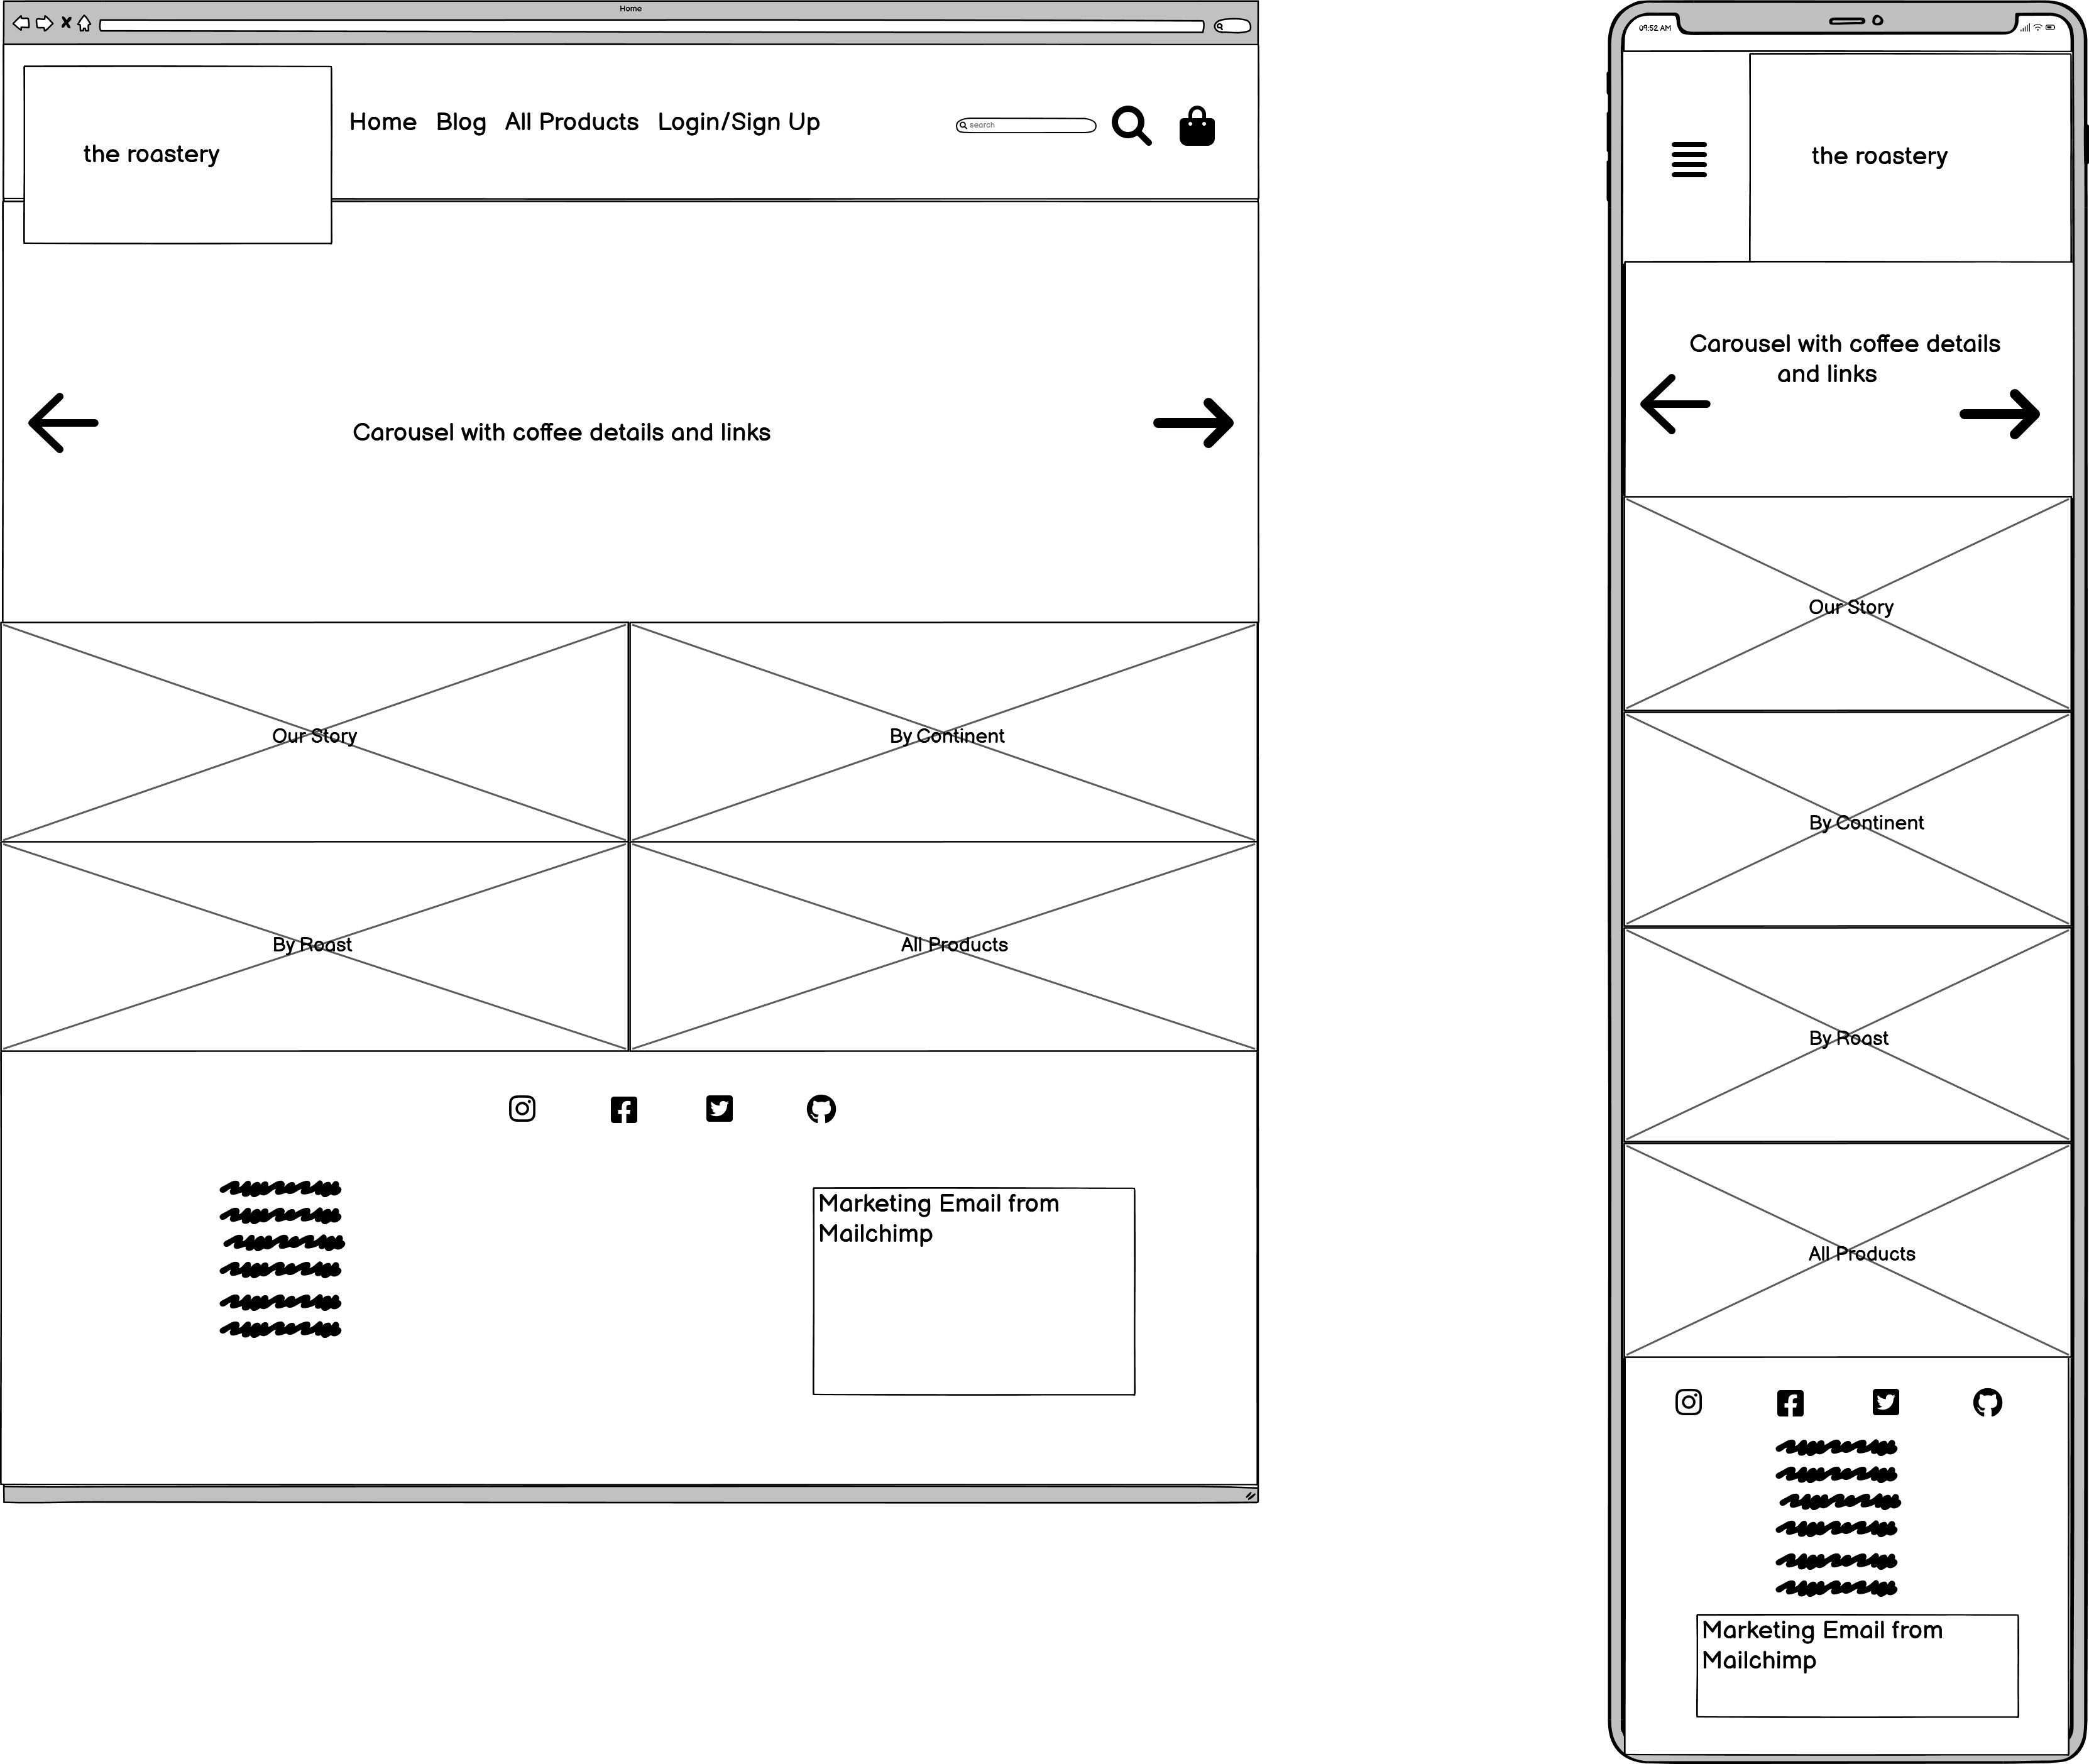 Home
the roastery
Home Blog All Products Login/Sign Up
search
Carousel with coffee details and links
Our Story
By Continent
By Roast
All Products
Marketing Email from
Mailchimp
09:52 AM
the roastery
Carousel with coffee details
and links
Our Story
By Continent
By Roast
All Products
Marketing Email from
Mailchimp